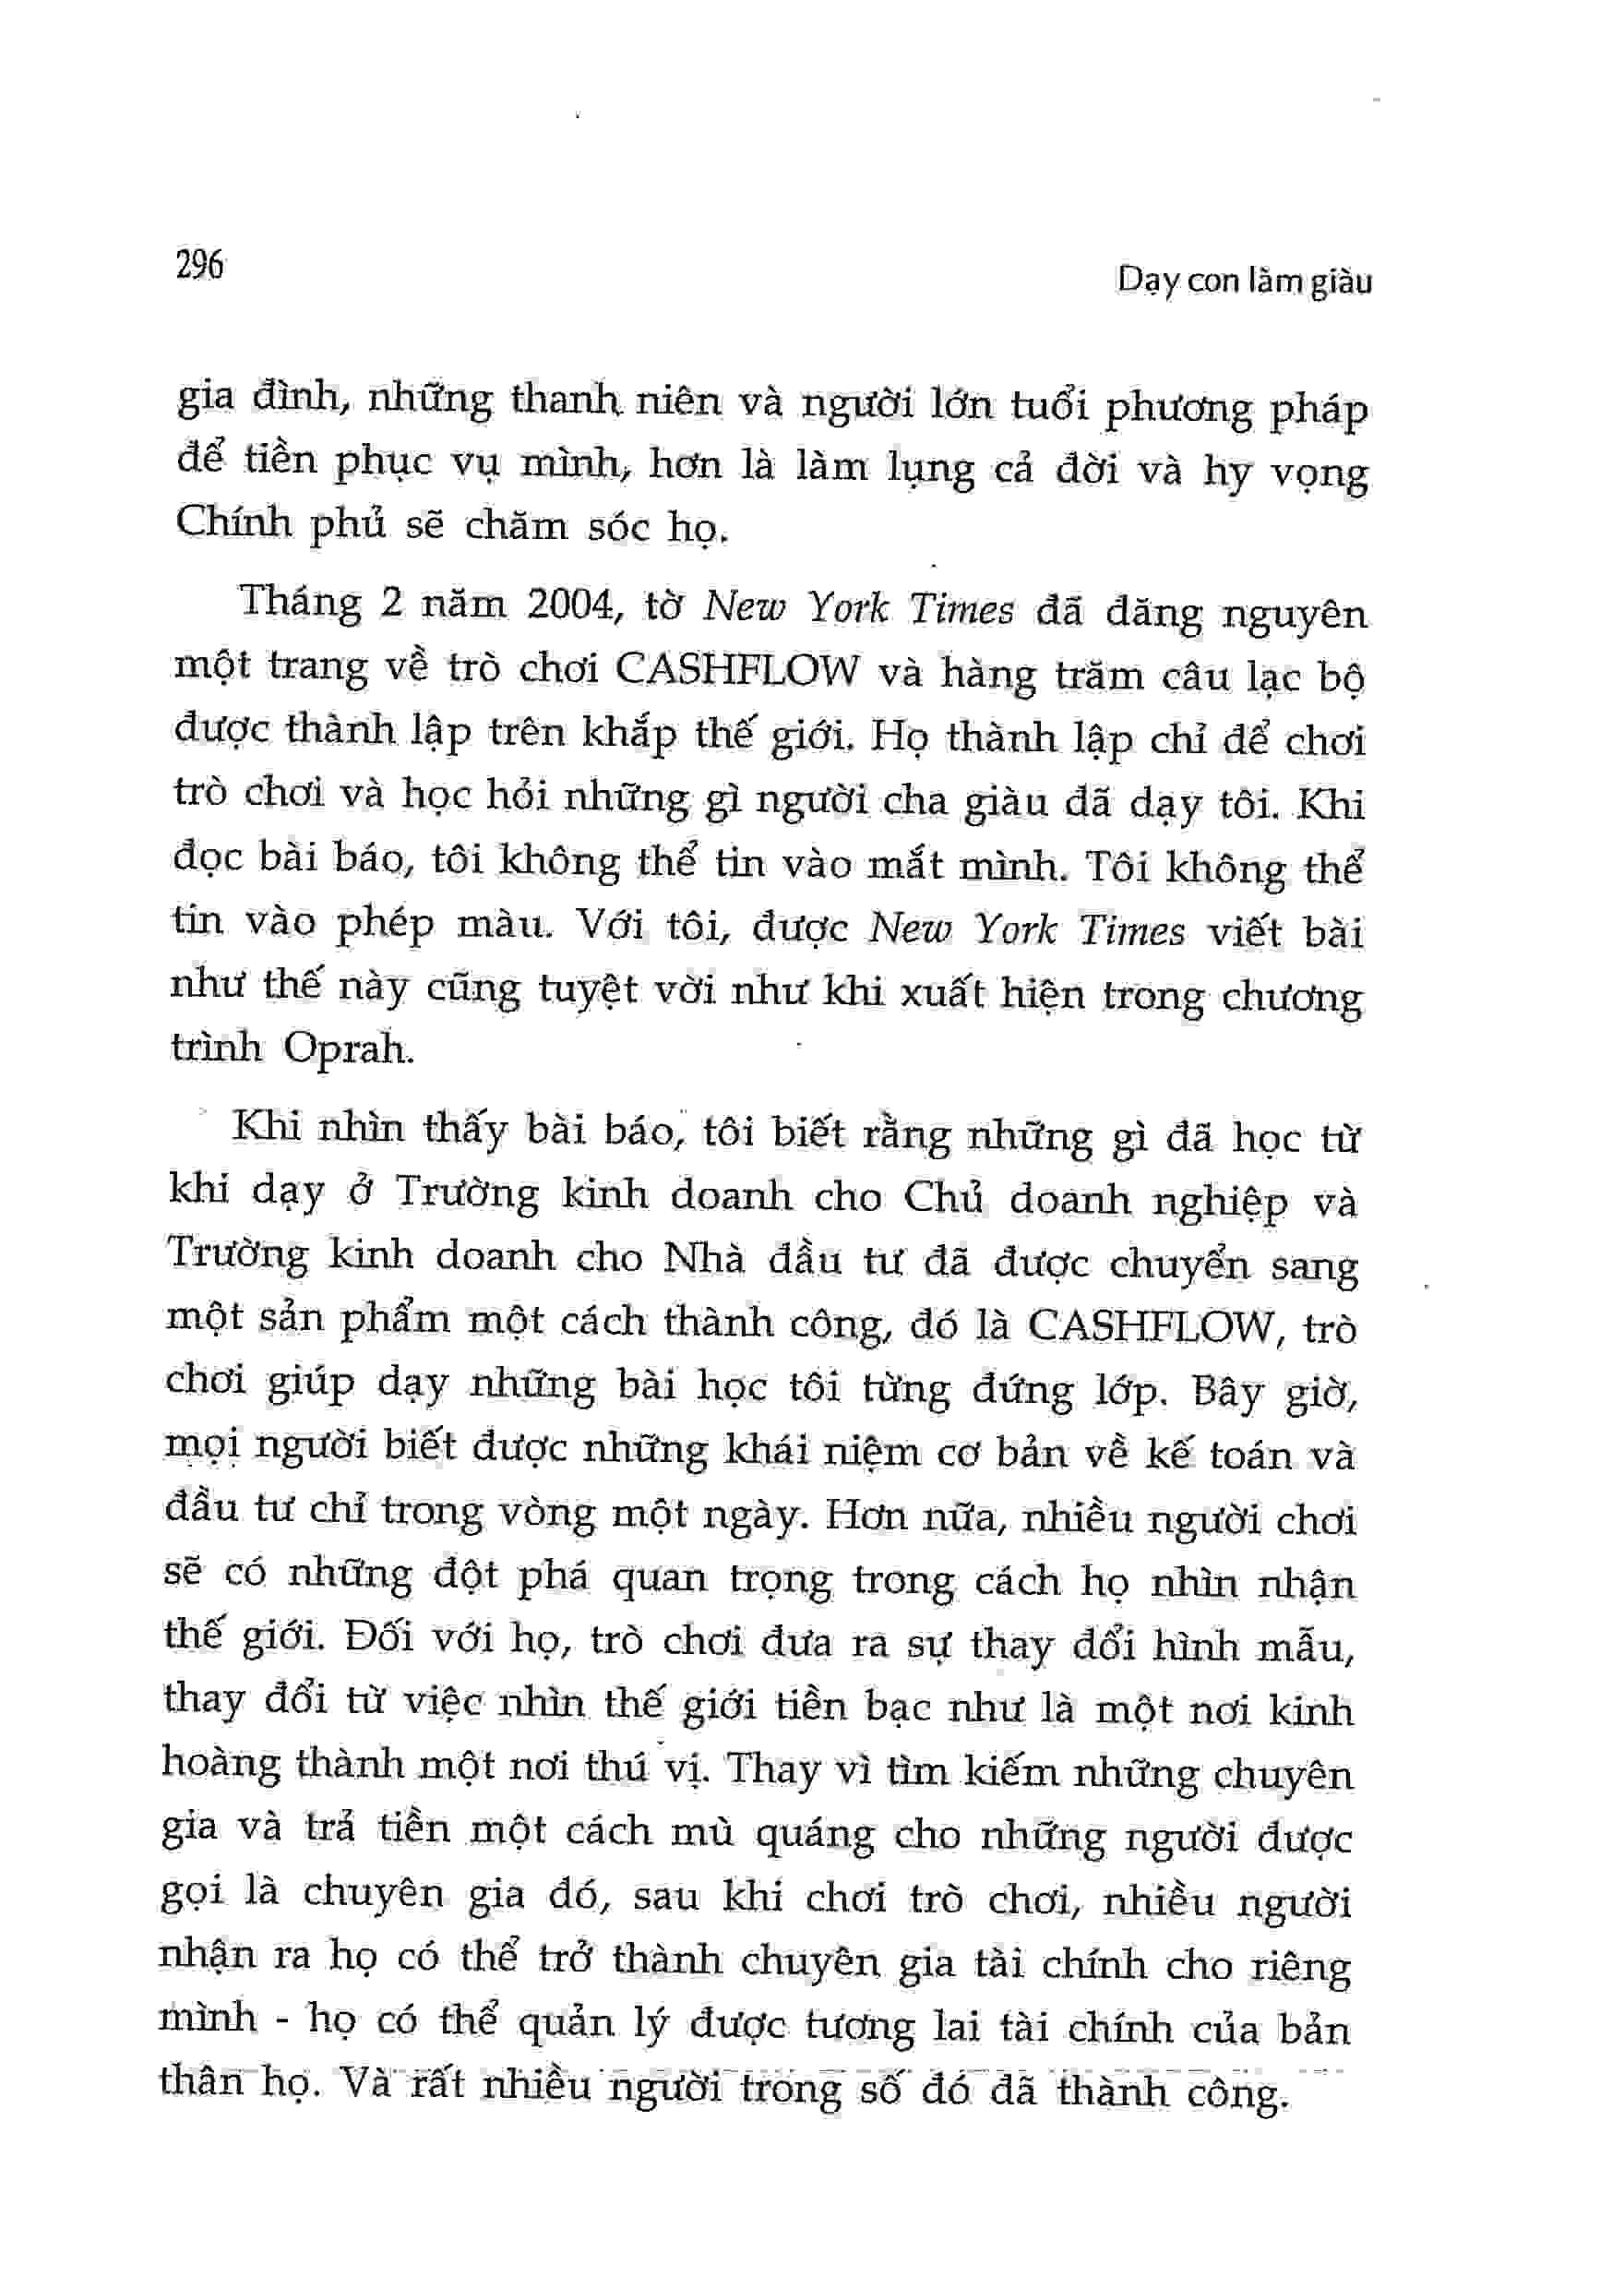 296
Dạy con làm giàu
gia đình, những thanh niên và người lớn tuổi phương pháp
để tiền phục vụ mình, hơn là làm lụng cả đời và hy vọng
Chính phủ sẽ chăm sóc họ.
Tháng 2 năm 2004, tờ New York Times đã đăng nguyên
một trang về trò chơi CASHFLOW và hàng trăm câu lạc bộ
được thành lập trên khắp thế giới. Họ thành lập chỉ để chơi
trò chơi và học hỏi những gì người cha giàu đã dạy tôi. Khi
đọc bài báo, tôi không thể tin vào mắt mình. Tôi không thể
tin vào phép màu. Với tôi, được New York Times viết bài
như thế này cũng tuyệt vời như khi xuất hiện trong chương
trình Oprah.
Khi nhìn thấy bài báo, tôi biết rằng những gì đã học từ
khi dạy ở Trường kinh doanh cho Chủ doanh nghiệp và
Trường kinh doanh cho Nhà đầu tư đã được chuyển sang
một sản phẩm một cách thành công, đó là CASHFLOW, trò
chơi giúp dạy những bài học tôi từng đứng lớp. Bây giờ,
mọi người biết được những khái niệm cơ bản về kế toán và
đầu tư chỉ trong vòng một ngày. Hơn nữa, nhiều người chơi
sẽ có những đột phá quan trọng trong cách họ nhìn nhận
thế giới. Đối với họ, trò chơi đưa ra sự thay đổi hình mẫu,
thay đổi từ việc nhìn thế giới tiền bạc như là một nơi kinh
hoàng thành một nơi thú vị. Thay vì tìm kiếm những chuyên
gia và trả tiền một cách mù quáng cho những người được
gọi là chuyên gia đó, sau khi chơi trò chơi, nhiều người
nhận ra họ có thể trở thành chuyên gia tài chính cho riêng
mình - họ có thể quản lý được tương lai tài chính của bản
thân họ. Và rất nhiều người trong số đó đã thành công.